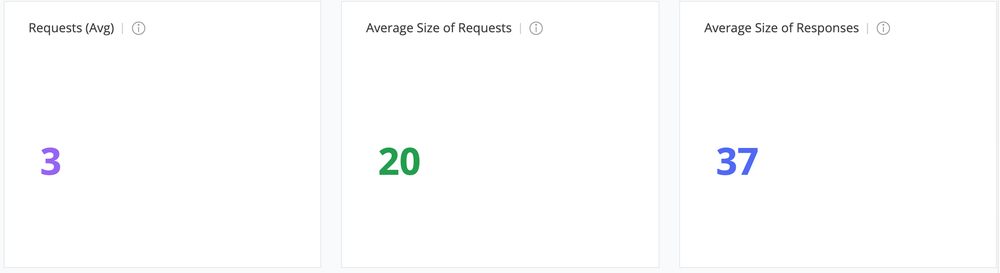 Requests (Avg)
3
Average Size of Requests
20
Average Size of Responses
37